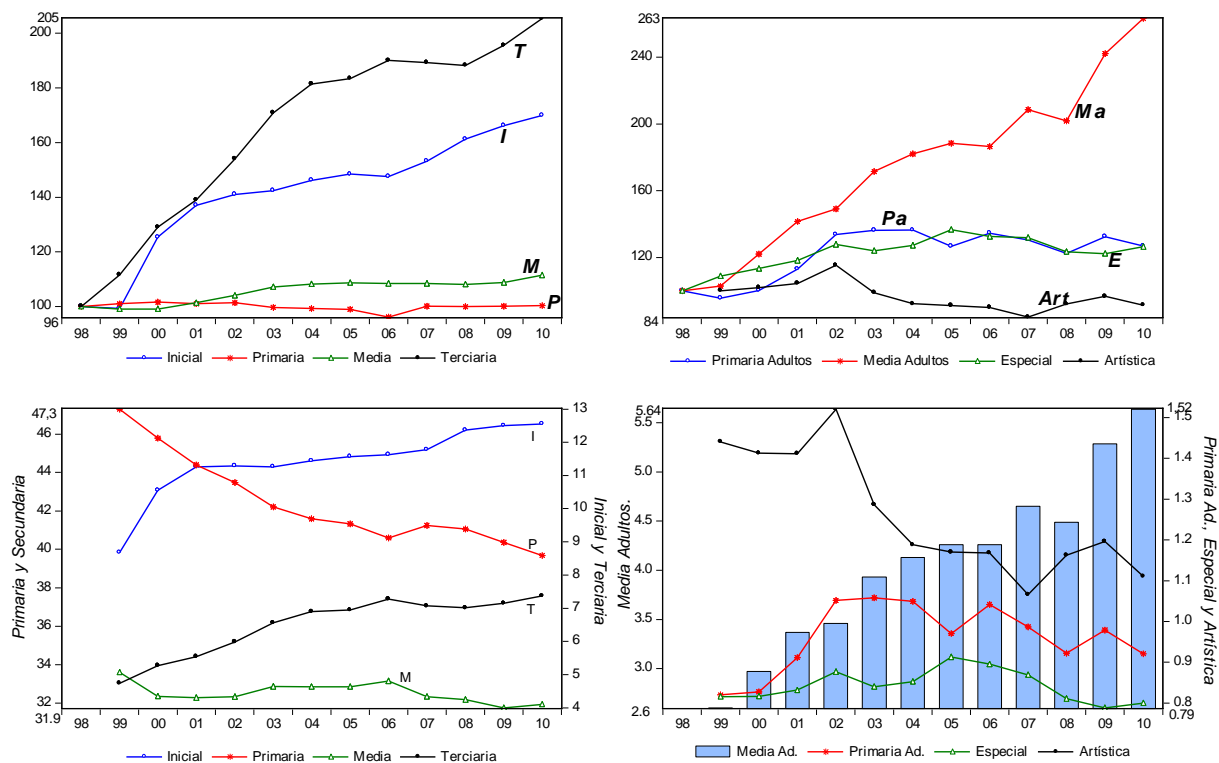 205
200
180
160
140
120
100
96
T
I
M
P
98 99 00 01 02 03 04 05 06 07 08 09 10
Inicial Primaria Media Terciaria
263
240
200
160
120
84
Ma
Pa
E
Art
98 99 00 01 02 03 04 05 06 07 08 09 10
Primaria Adultos Media Adultos Especial Artística
Primaria y Secundaria
47,3
46
44
42
40
38
36
34
32
31.9
I
P
T
M
13
12
11
10
9
8
7
6
5
4
Inicial y Terciaria
98 99 00 01 02 03 04 05 06 07 08 09 10
Inicial Primaria Media Terciaria
Media Adultos.
5.64
5.5
5.0
4.5
4.0
3.5
3.0
2.6
1.52
1.5
1.4
1.3
1.2
1.1
1.0
0.9
0.8
0.79
Primaria Ad., Especial y Artística
98 99 00 01 02 03 04 05 06 07 08 09 10
Media Ad. Primaria Ad. Especial Artística